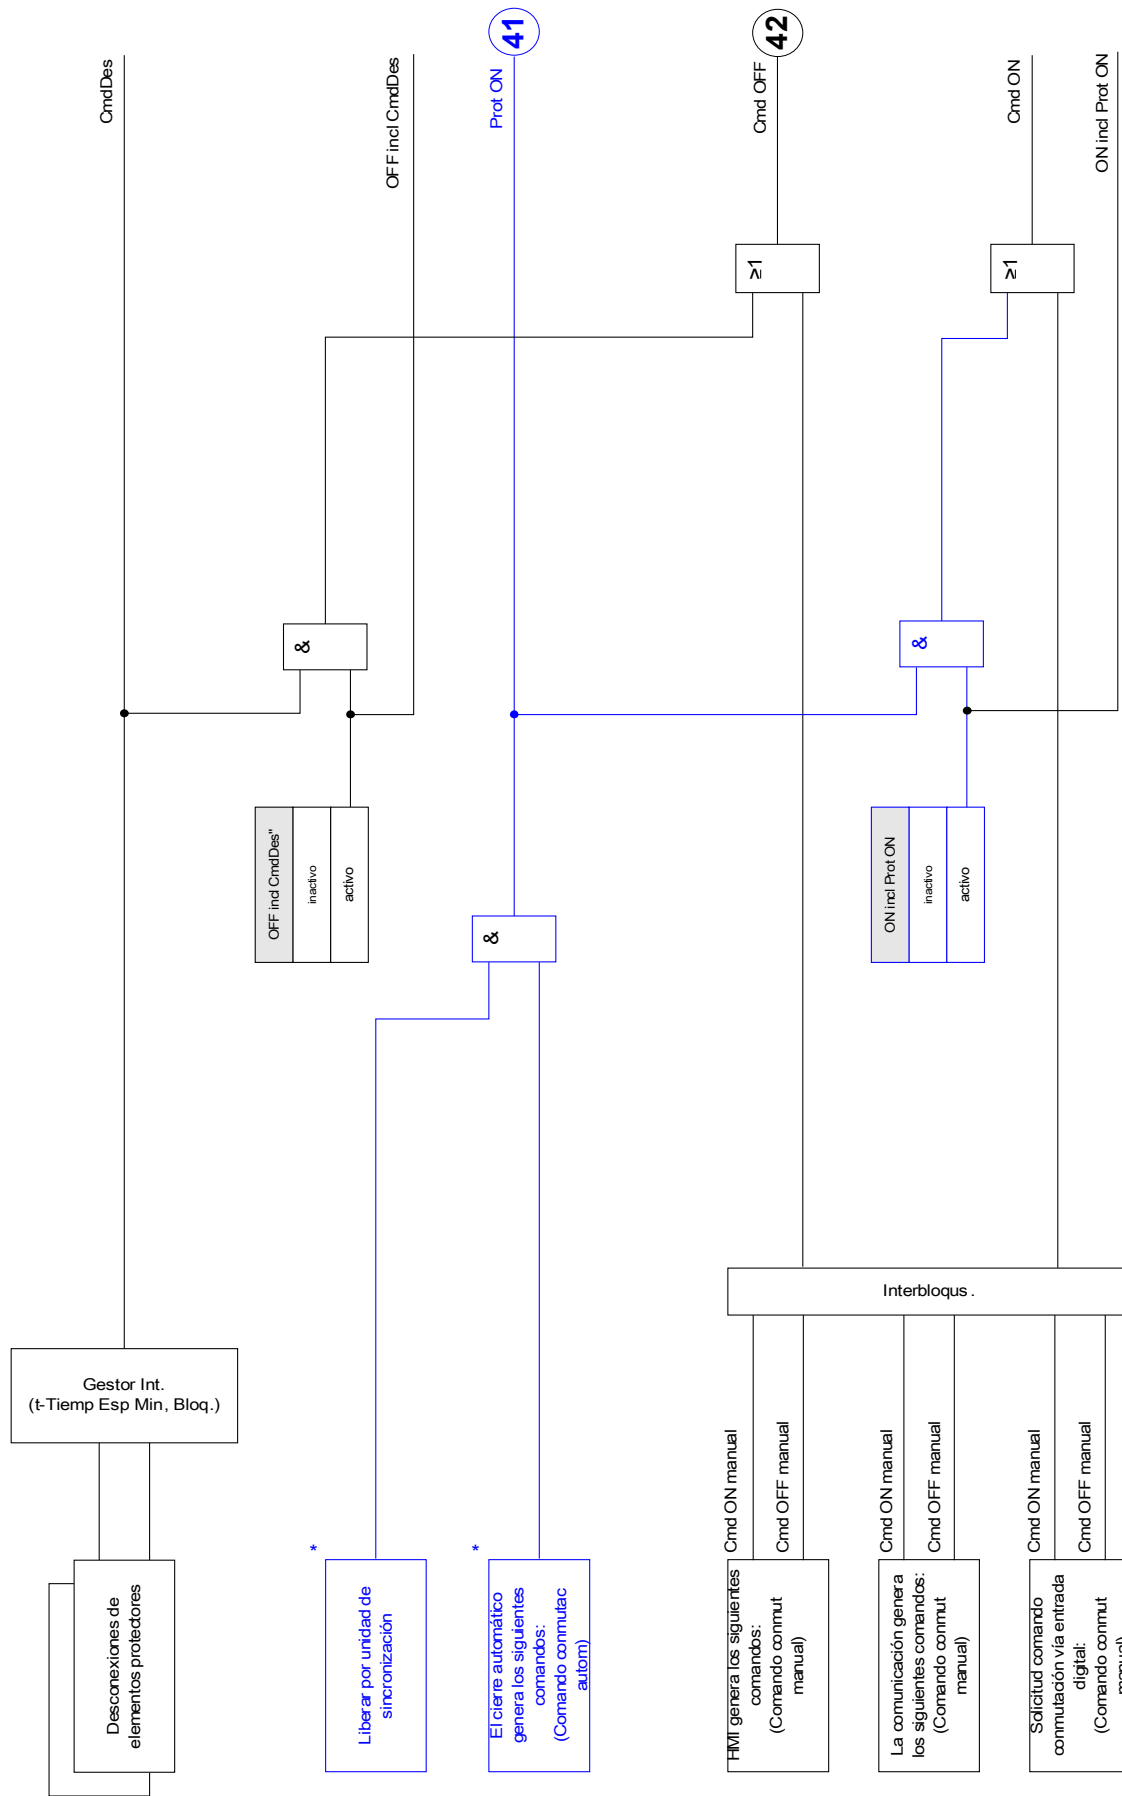 CmdDes
OFF incl CmdDes
Prot ON
41
Cmd OFF
42
Cmd ON
ON incl Prot ON
≥1
≥1
&
&
OFF incl CmdDes"
inactivo
activo
ON incl Prot ON
inactivo
activo
&
Interbloqus.
Gestor Int.
(t-Tiemp Esp Min, Bloq.)
Cmd ON manual
Cmd OFF manual
Cmd ON manual
Cmd OFF manual
Cmd ON manual
Cmd OFF manual
*
*
Desconexiones de
elementos protectores
Liberar por unidad de
sincronización
El cierre automático
genera los siguientes
comandos:
(Comando conmutac
autom)
HMI genera los siguientes
comandos:
(Comando conmut
manual)
La comunicación genera
los siguientes comandos:
(Comando conmut
manual)
Solicitud comando
conmutación vía entrada
digital:
(Comando conmut
manual)